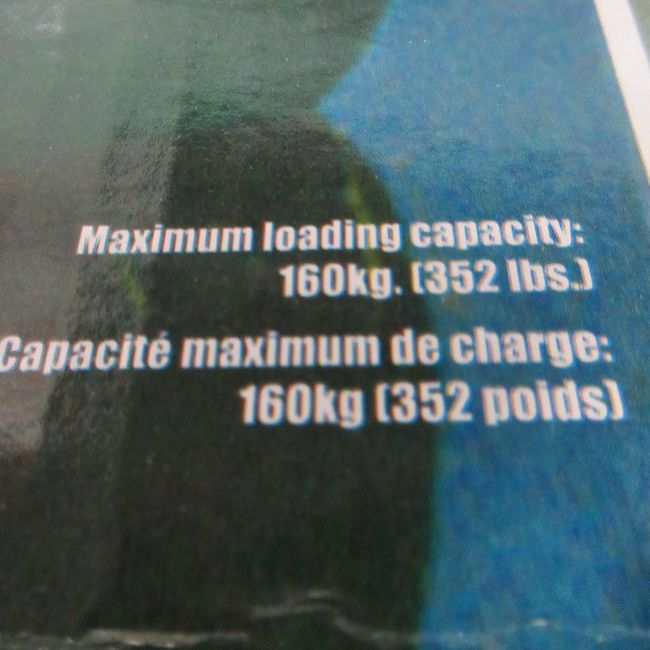 Maximum loading capacity:
160kg. (352 lbs.)
Capacité maximum de charge:
160kg (352 poids)